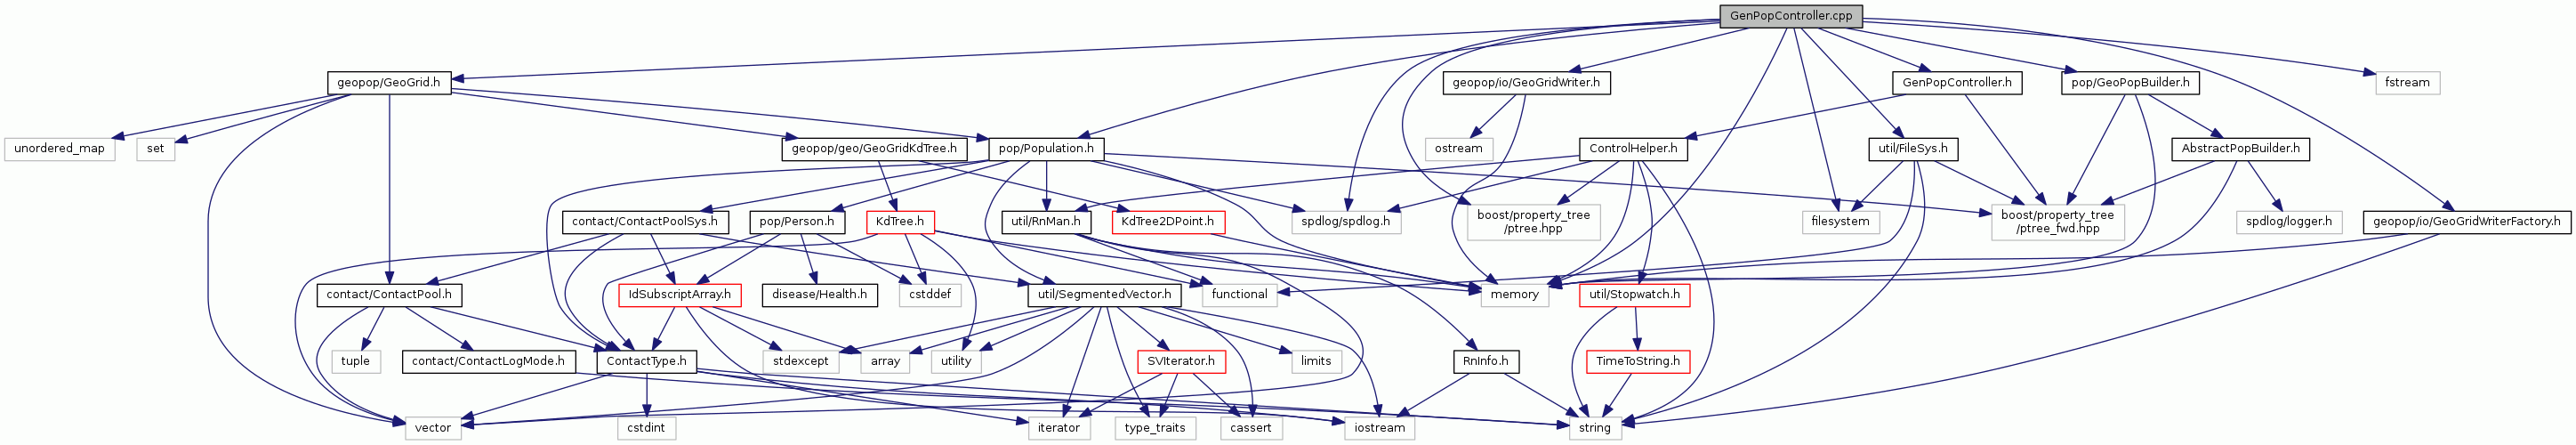 GenPopController.cpp
geopop/GeoGrid.h
geopop/io/GeoGridWriter.h
GenPopController.h
pop/GeoPopBuilder.h
fstream
unordered_map
set
geopop/geo/GeoGridKdTree.h
pop/Population.h
ostream
ControlHelper.h
util/FileSys.h
AbstractPopBuilder.h
contact/ContactPoolSys.h
pop/Person.h
KdTree.h
KdTree2DPoint.h
util/RnMan.h
spdlog/spdlog.h
boost/property_tree
/ptree.hpp
filesystem
boost/property_tree
/ptree_fwd.hpp
spdlog/logger.h
geopop/io/GeoGridWriterFactory.h
contact/ContactPool.h
IdSubscriptArray.h
disease/Health.h
cstddef
util/SegmentedVector.h
functional
memory
util/Stopwatch.h
tuple
contact/ContactLogMode.h
ContactType.h
stdexcept
array
utility
SVIterator.h
limits
RnInfo.h
TimeToString.h
vector
cstdint
iterator
type_traits
cassert
iostream
string